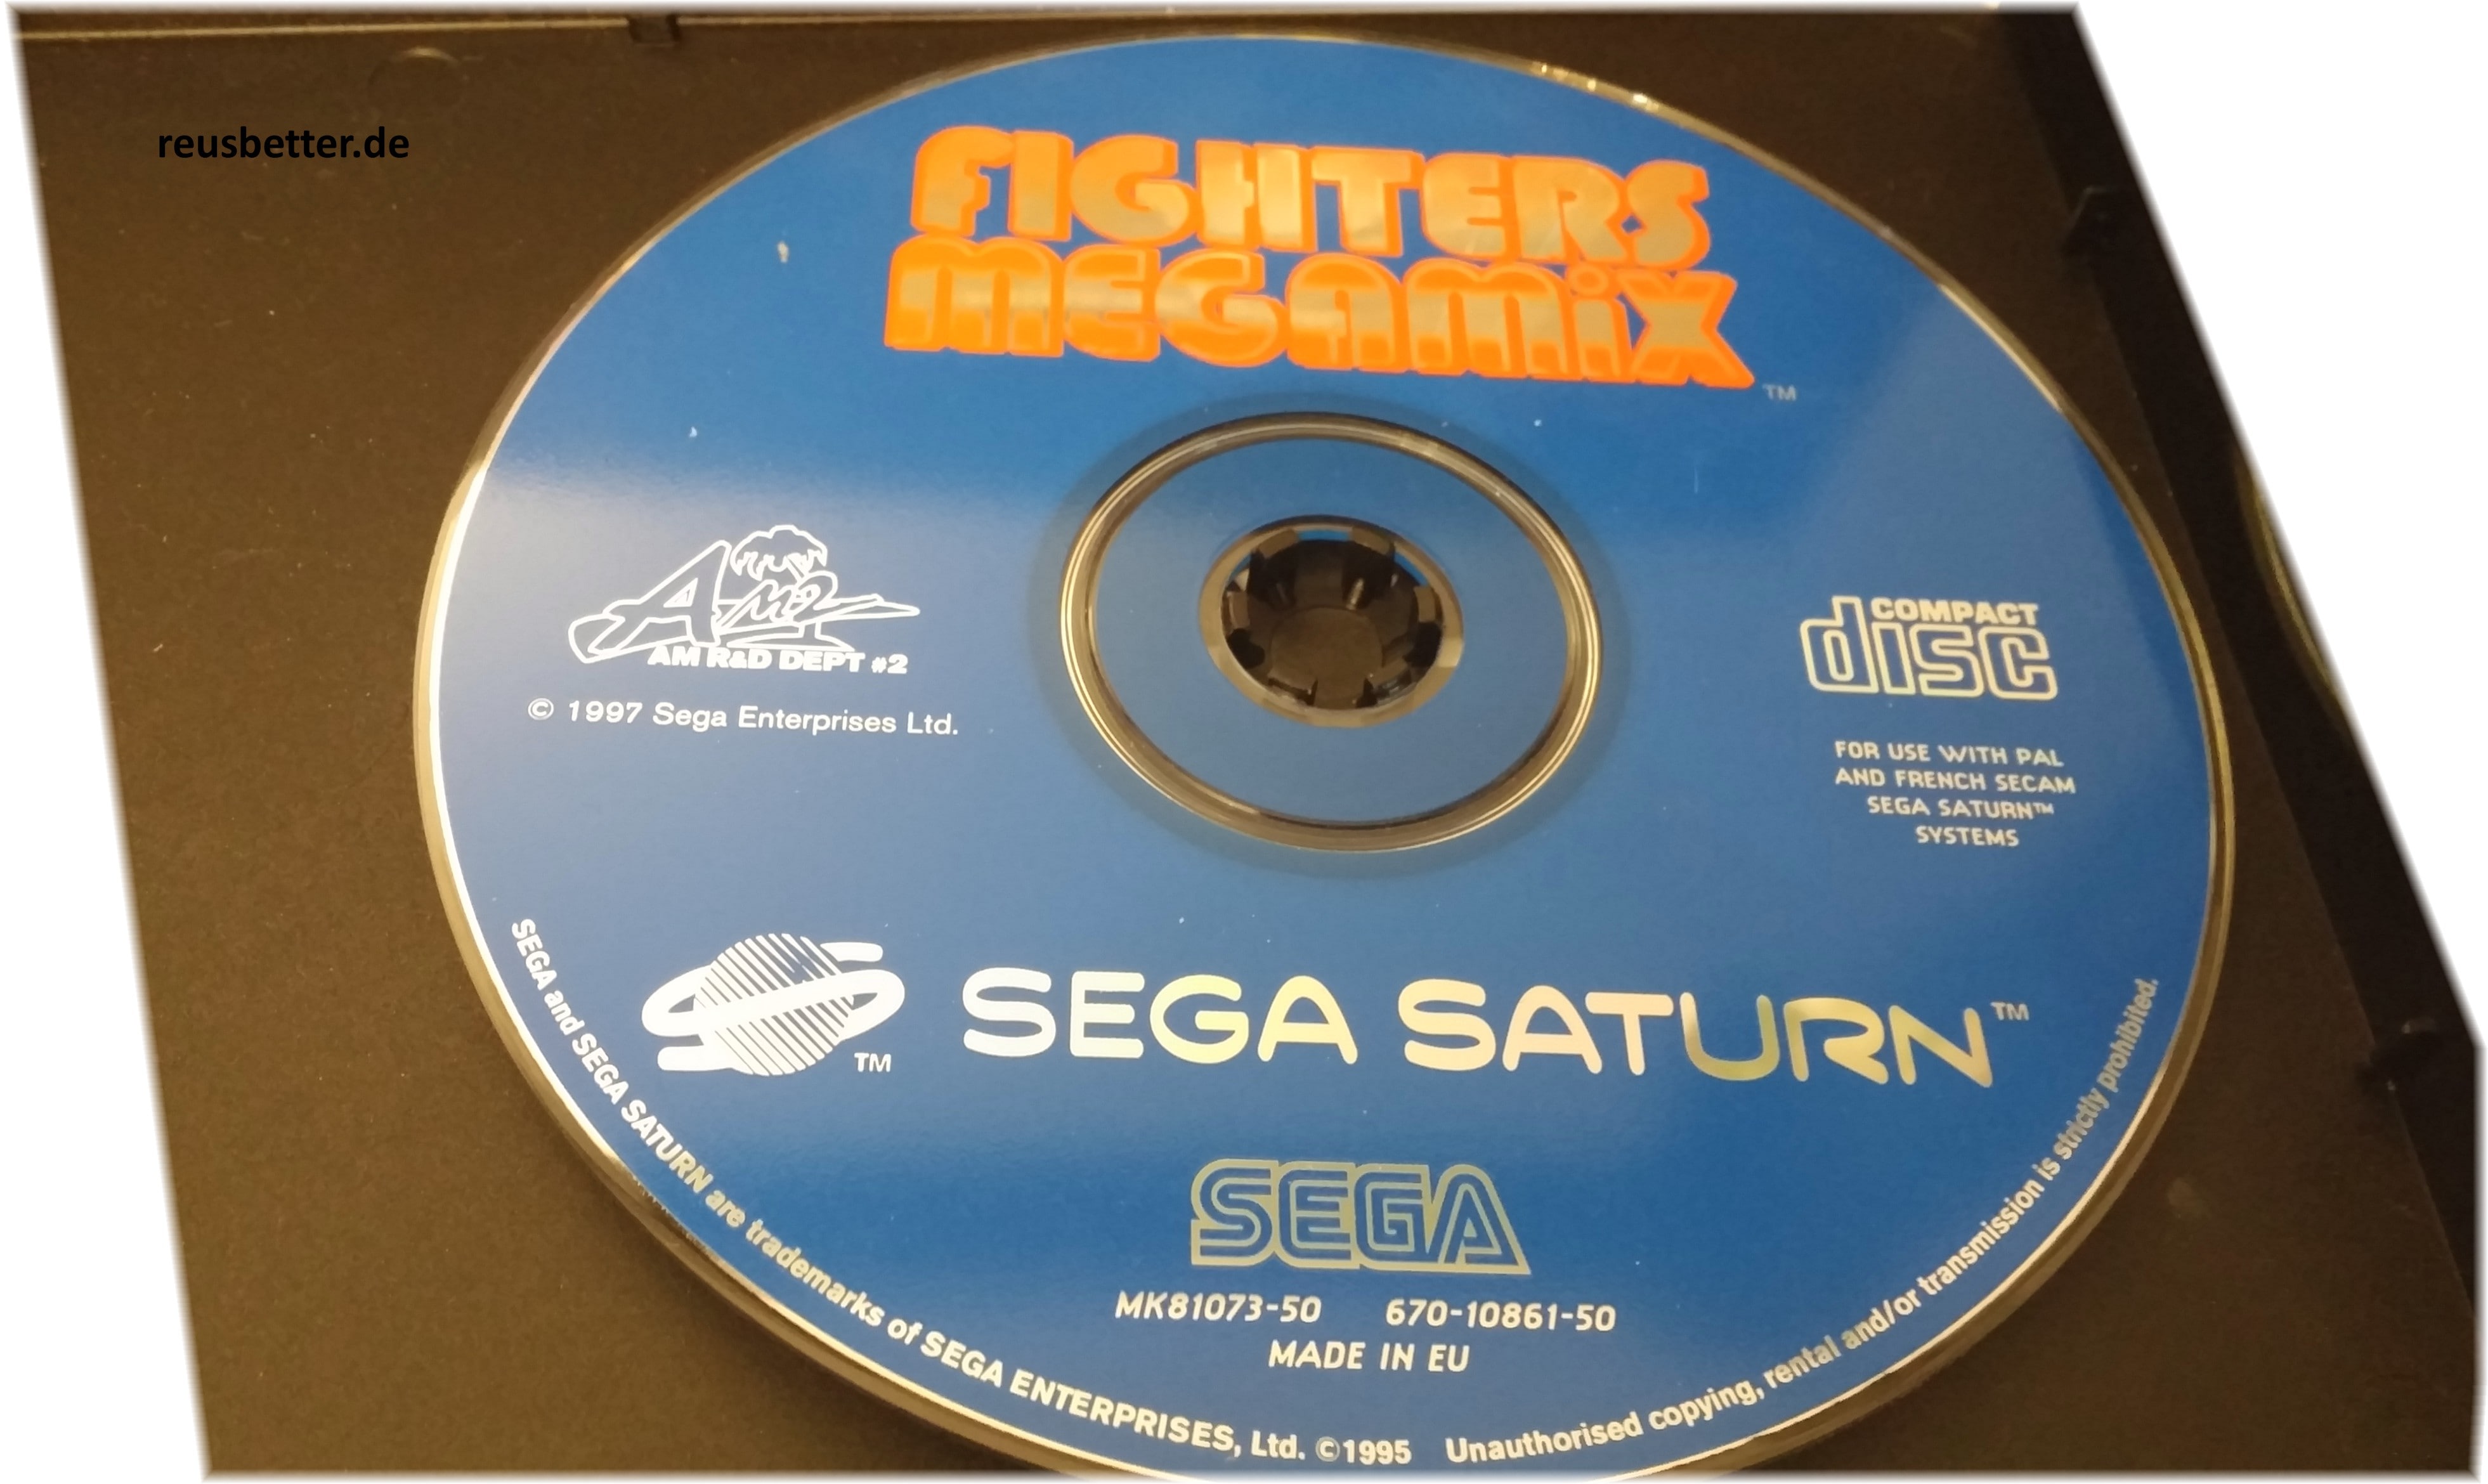 reusbetter.de
FIGHTERS
MEGAMiX
TM
AM2
AM R&D DEPT #2
© 1997 Sega Enterprises Ltd.
COMPACT
disc
FOR USE WITH PAL
AND FRENCH SECAM
SEGA SATURN™
SYSTEMS
TM
SEGA SATURN™
SEGA
MK81073-50 670-10861-50
MADE IN EU
SEGA and SEGA SATURN are trademarks of SEGA ENTERPRISES, Ltd. ©1995 Unauthorised copying, rental and/or transmission is strictly prohibited.